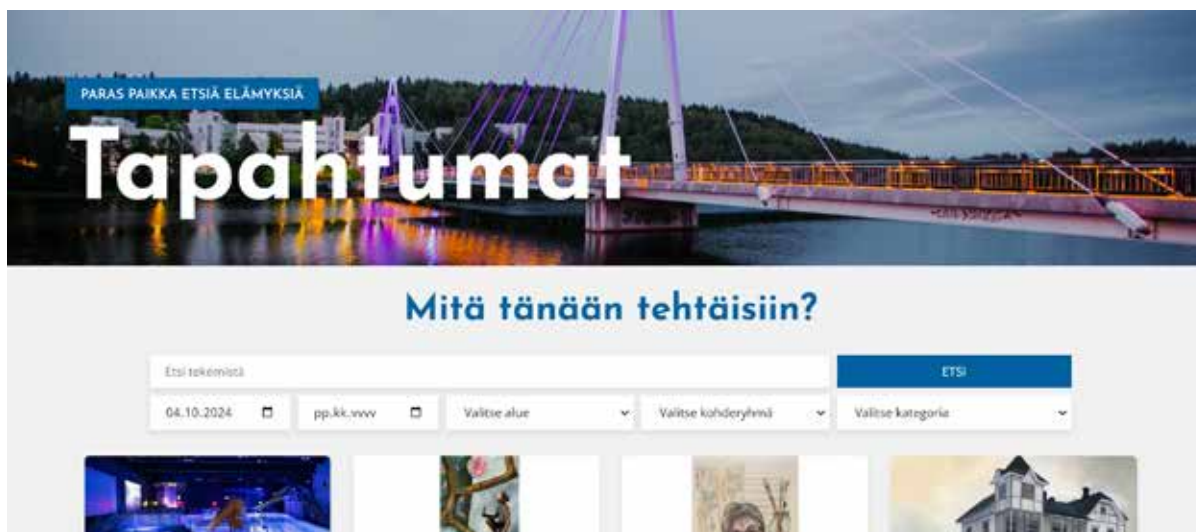 PARAS PAIKKA ETSIÄ ELÄMYKSIÄ
Tapahtumat
Mitä tänään tehtäisiin?
Etsi tekemistä
ETSI
04.10.2024
pp.kk.vvvv
Valitse alue
Valitse kohderyhmä
Valitse kategoria